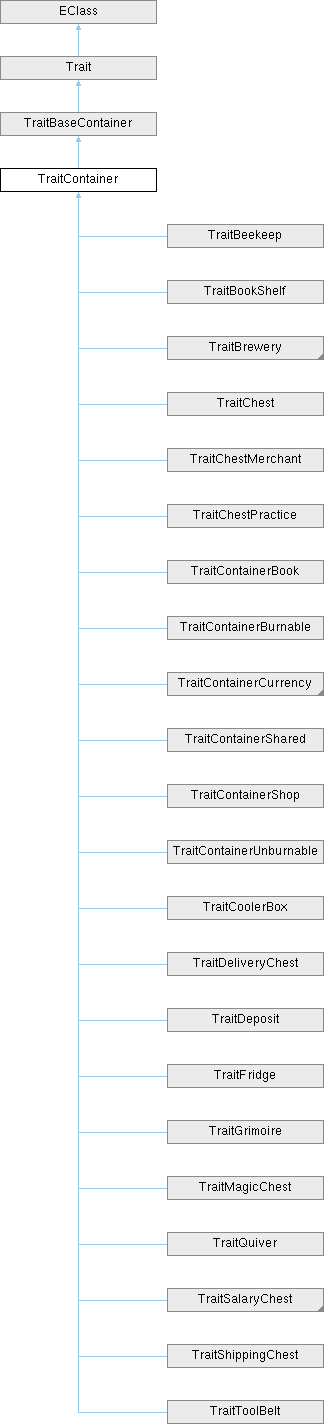 EClass
Trait
TraitBaseContainer
TraitContainer
TraitBeekeep
TraitBookShelf
TraitBrewery
TraitChest
TraitChestMerchant
TraitChestPractice
TraitContainerBook
TraitContainerBurnable
TraitContainerCurrency
TraitContainerShared
TraitContainerShop
TraitContainerUnburnable
TraitCoolerBox
TraitDeliveryChest
TraitDeposit
TraitFridge
TraitGrimoire
TraitMagicChest
TraitQuiver
TraitSalaryChest
TraitShippingChest
TraitToolBelt